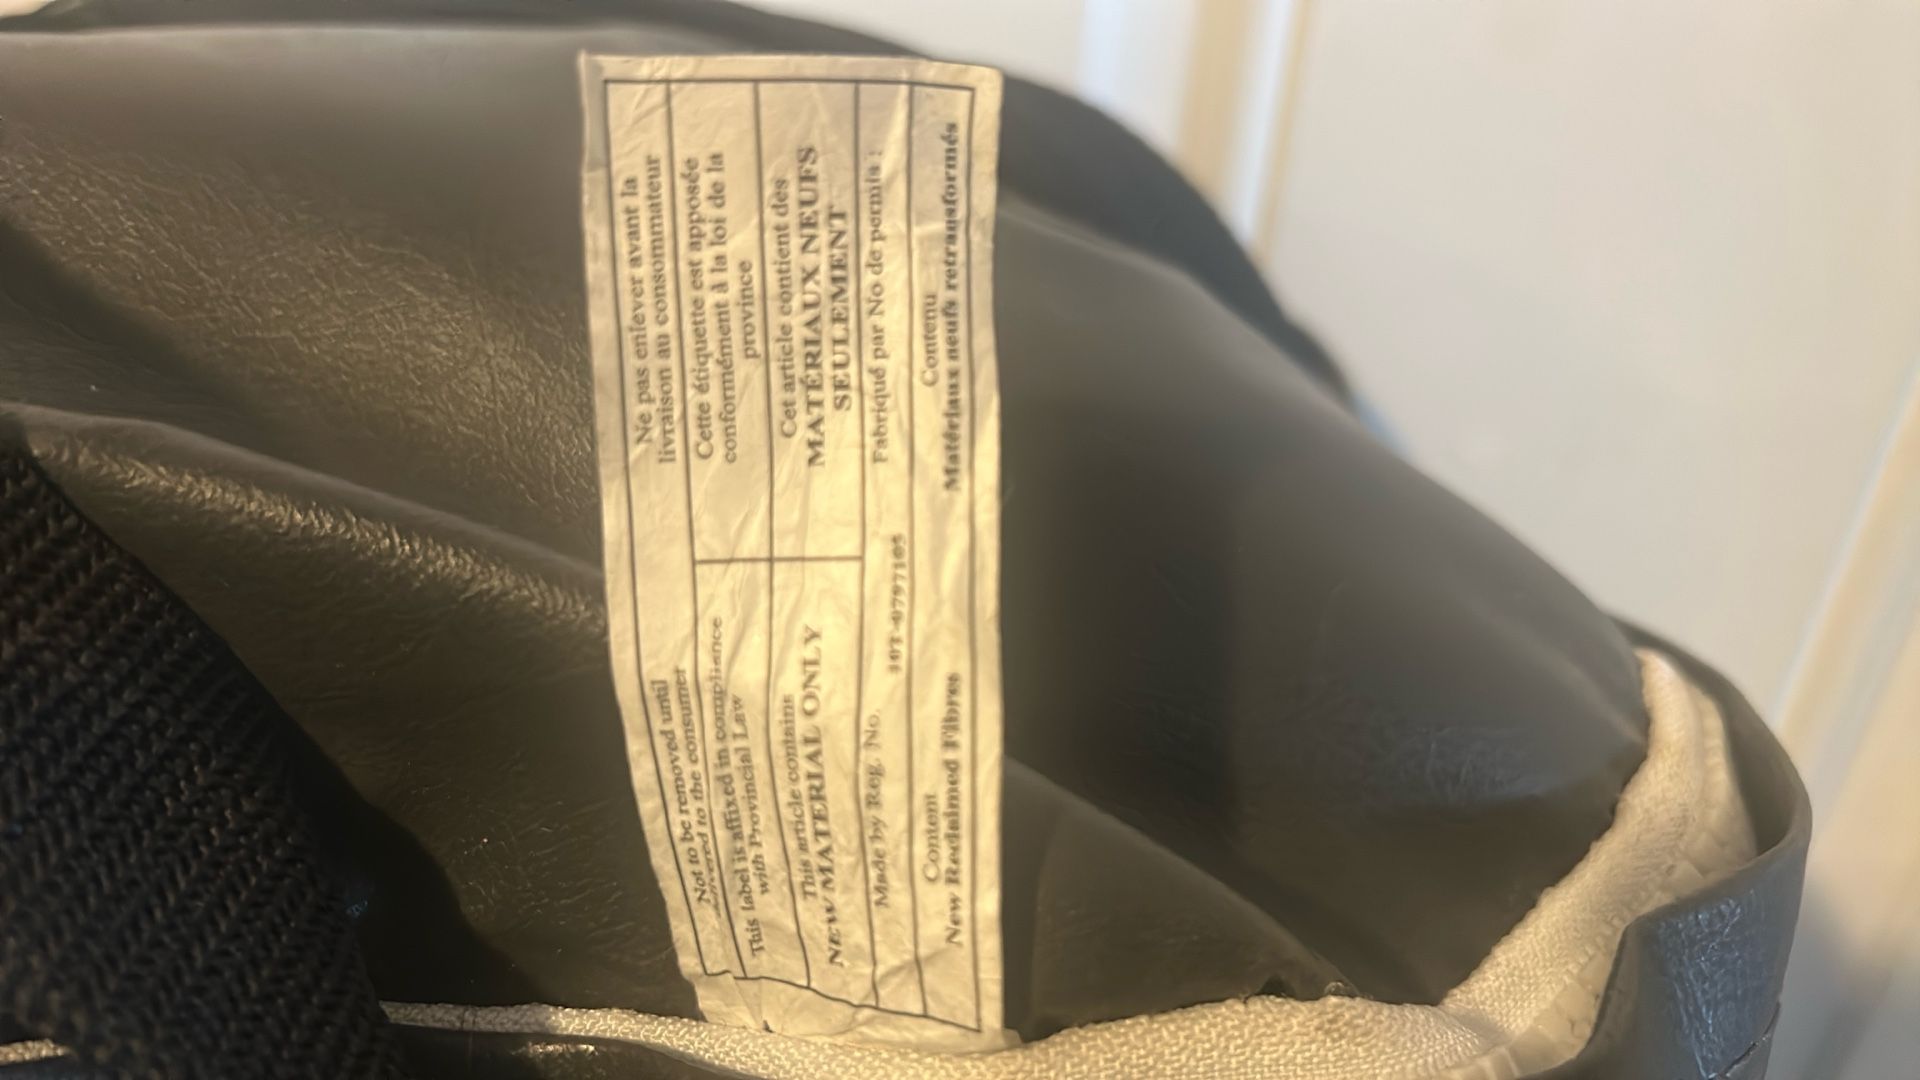 Not to be removed until
delivered to the consumer
Ne pas enlever avant la
livraison au consommateur
This label is affixed in compliance
with Provincial Law
Cette étiquette est apposée
conformément à la loi de la
province
This article contains
NEW MATERIAL ONLY
Cet article contient des
MATÉRIAUX NEUFS
SEULEMENT
Made by Reg. No.
Fabriqué par No de permis :
Content
New Reclaimed Fibres
Contenu
Matériaux neufs retransformés